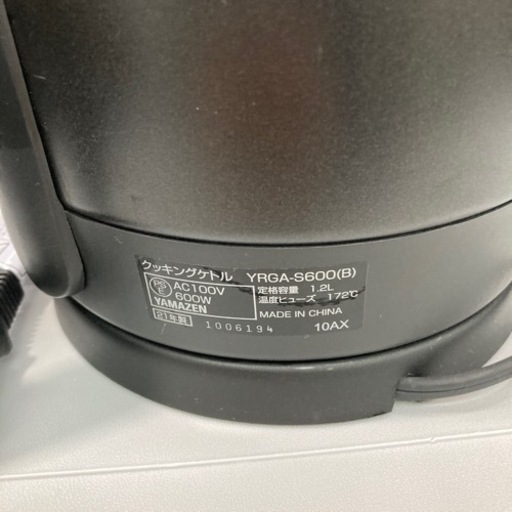 クッキングケトル YRGA-S600(B)
AC100V 定格容量 1.2L
600W 温度ヒューズ 172℃
YAMAZEN MADE IN CHINA
21年製 1006194 10AX